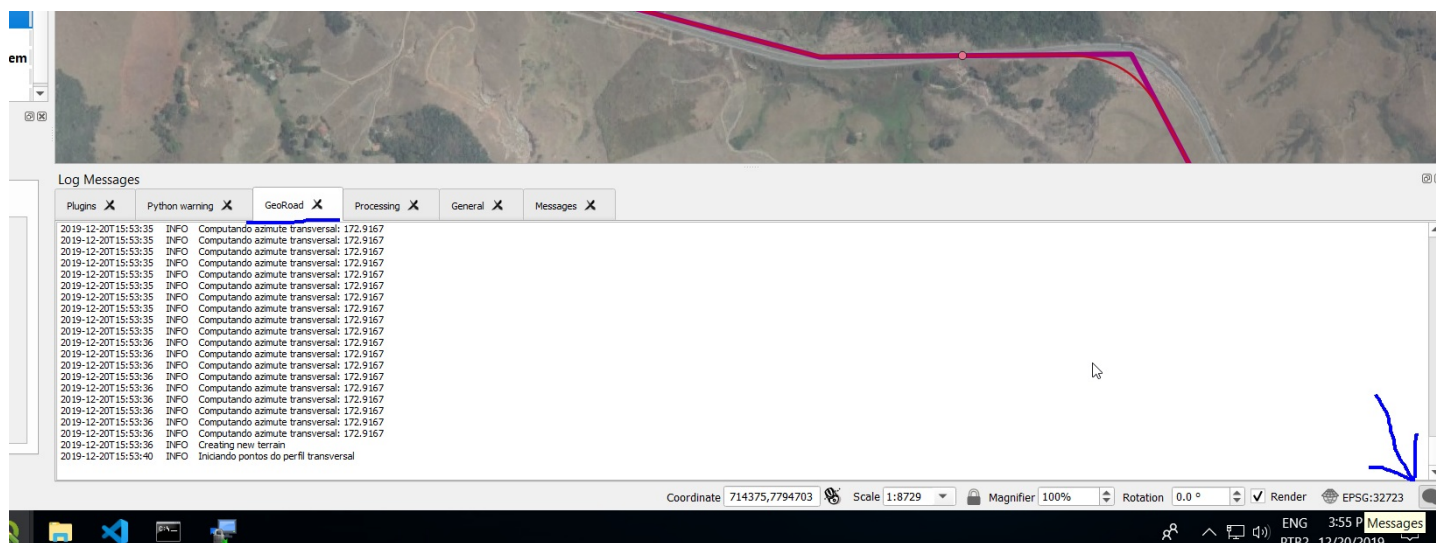 em
Log Messages
Plugins Python warning GeoRoad Processing General Messages
2019-12-20T15:53:35 INFO Computando azimute transversal: 172.9167
2019-12-20T15:53:35 INFO Computando azimute transversal: 172.9167
2019-12-20T15:53:35 INFO Computando azimute transversal: 172.9167
2019-12-20T15:53:35 INFO Computando azimute transversal: 172.9167
2019-12-20T15:53:35 INFO Computando azimute transversal: 172.9167
2019-12-20T15:53:35 INFO Computando azimute transversal: 172.9167
2019-12-20T15:53:35 INFO Computando azimute transversal: 172.9167
2019-12-20T15:53:35 INFO Computando azimute transversal: 172.9167
2019-12-20T15:53:35 INFO Computando azimute transversal: 172.9167
2019-12-20T15:53:35 INFO Computando azimute transversal: 172.9167
2019-12-20T15:53:36 INFO Computando azimute transversal: 172.9167
2019-12-20T15:53:36 INFO Computando azimute transversal: 172.9167
2019-12-20T15:53:36 INFO Computando azimute transversal: 172.9167
2019-12-20T15:53:36 INFO Computando azimute transversal: 172.9167
2019-12-20T15:53:36 INFO Computando azimute transversal: 172.9167
2019-12-20T15:53:36 INFO Computando azimute transversal: 172.9167
2019-12-20T15:53:36 INFO Computando azimute transversal: 172.9167
2019-12-20T15:53:36 INFO Computando azimute transversal: 172.9167
2019-12-20T15:53:36 INFO Computando azimute transversal: 172.9167
2019-12-20T15:53:36 INFO Creating new terrain
2019-12-20T15:53:40 INFO Iniciando pontos do perfil transversal
Coordinate 714375,7794703 Scale 1:8729 Magnifier 100% Rotation 0.0 ° Render EPSG:32723
ENG 3:55 P Messages
PTB2 12/20/2019